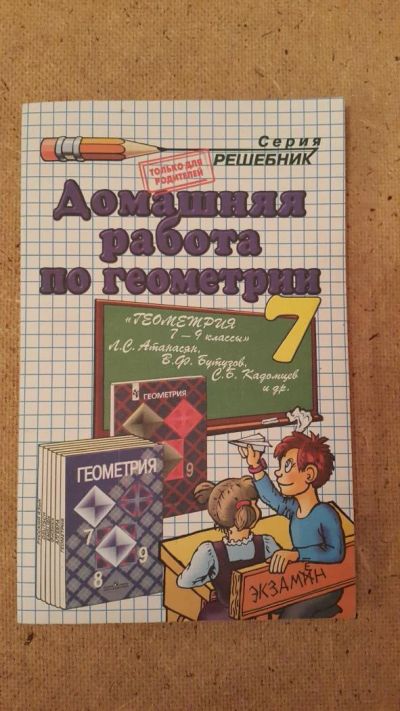 Серия
РЕШЕБНИК
ТОЛЬКО ДЛЯ
РОДИТЕЛЕЙ
Домашняя
работа
по геометрии
7
«ГЕОМЕТРИЯ
7 – 9 классы»
Л.С. Атанасян,
В.Ф. Бутузов,
С.Б. Кадомцев
и др.
ГЕОМЕТРИЯ
7
9
ГЕОМЕТРИЯ
7
8
9
ЭКЗАМЕН